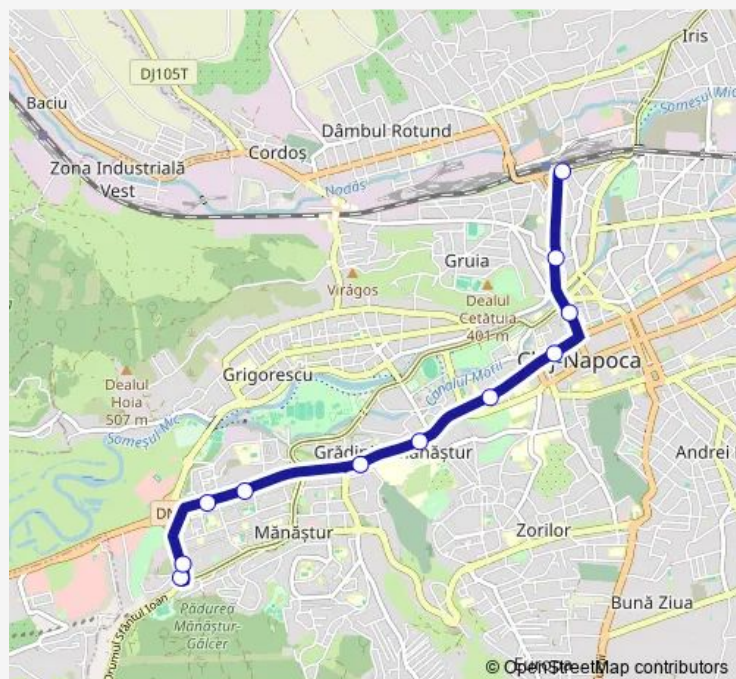 Iris
DJ105T
Someșul Mic
Baciu
Dâmbul Rotund
Cordoș
Zona Industrială
Vest
Nadăș
Gruia
Virágos
Dealul
Cetățuia
401 m
Cluj-Napoca
Dealul
Hoia
507 m
Grigorescu
Canalul Morii
Someșul Mic
Mănăștur
Andrei
DN
Mănăștur
Zorilor
Drumul Sfântul Ioan
Pădurea
Mănăștur-
Gălcer
Bună Ziua
© OpenStreetMap contributors